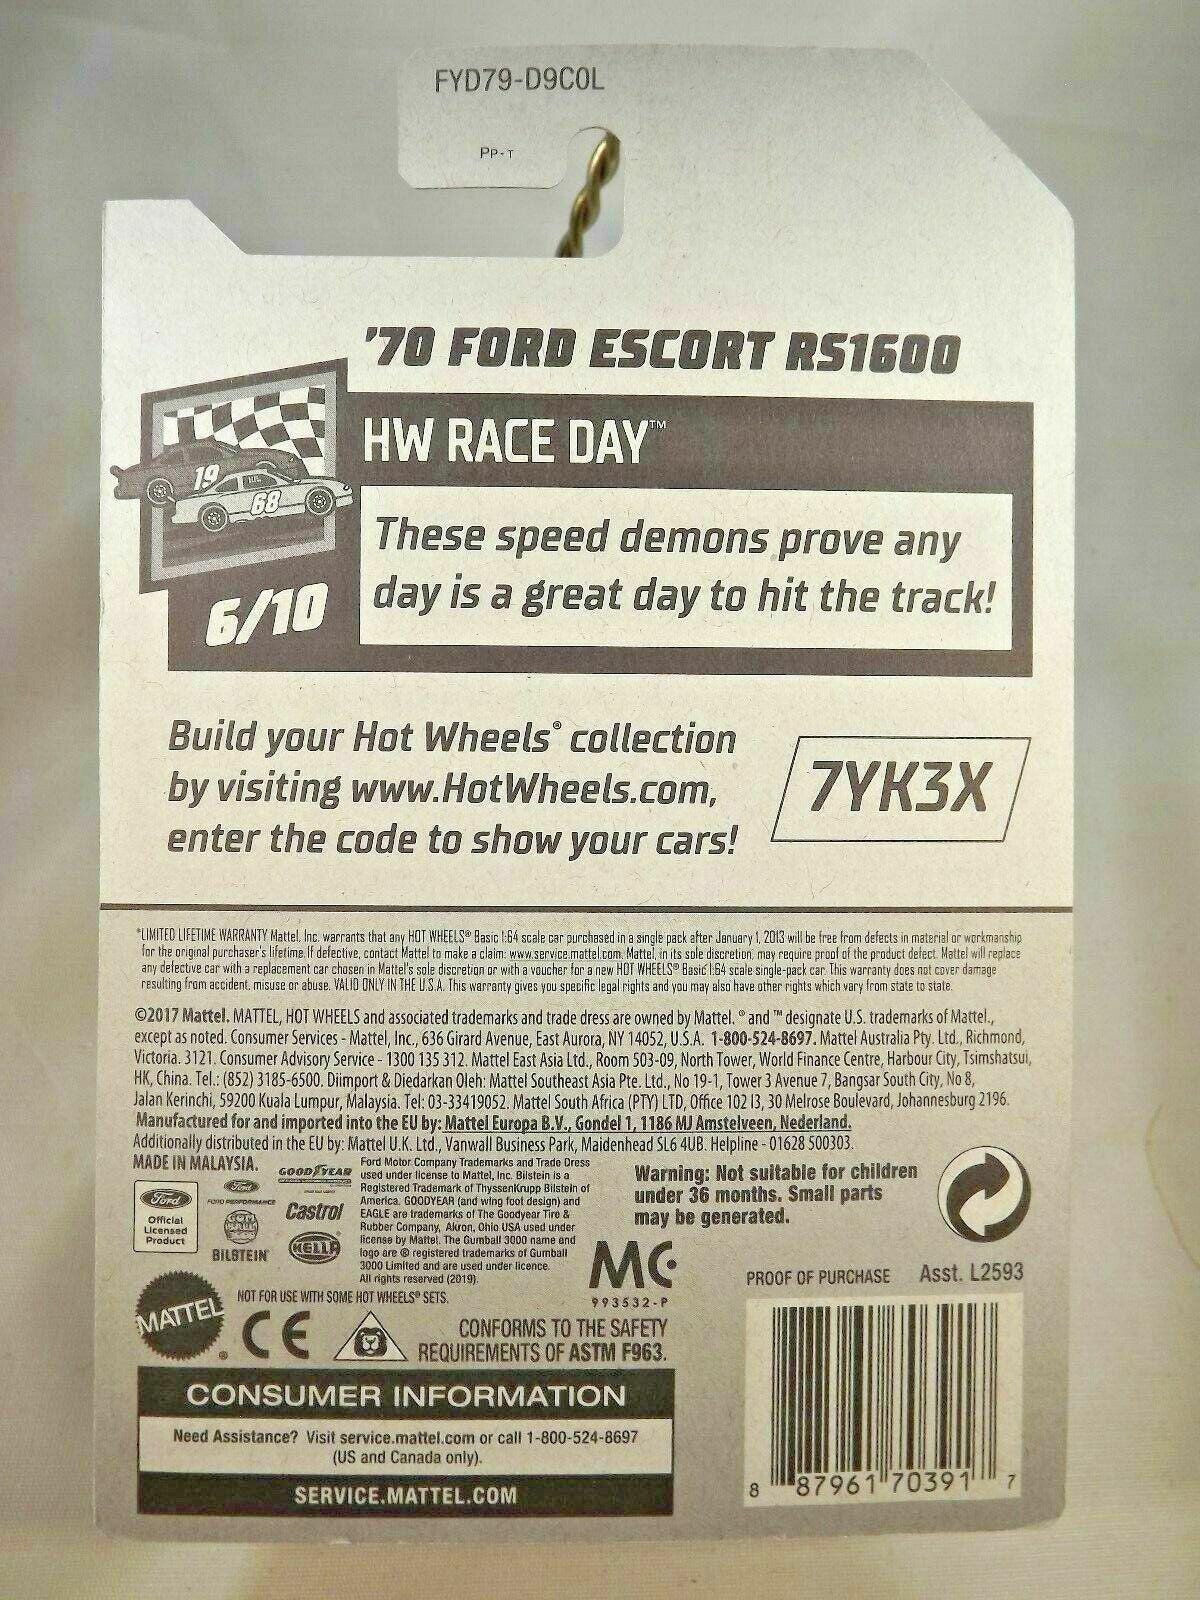 FYD79-D9C0L
PP-T
'70 FORD ESCORT RS1600
HW RACE DAY™
19
68
6/10
These speed demons prove any
day is a great day to hit the track!
Build your Hot Wheels® collection
by visiting www.HotWheels.com,
enter the code to show your cars!
7YK3X
*LIMITED LIFETIME WARRANTY Mattel, Inc. warrants that any HOT WHEELS® Basic 1:64 scale car purchased in a single pack after January 1, 2013 will be free from defects in material or workmanship
for the original purchaser's lifetime. If defective, contact Mattel to make a claim: www.service.mattel.com. Mattel, in its sole discretion, may require proof of the product defect. Mattel will replace
any defective car with a replacement car chosen in Mattel's sole discretion or with a voucher for a new HOT WHEELS® Basic 1:64 scale single-pack car. This warranty does not cover damage
resulting from accident, misuse or abuse. VALID ONLY IN THE U.S.A. This warranty gives you specific legal rights and you may also have other rights which vary from state to state.
©2017 Mattel. MATTEL, HOT WHEELS and associated trademarks and trade dress are owned by Mattel. ® and ™ designate U.S. trademarks of Mattel.,
except as noted. Consumer Services - Mattel, Inc., 636 Girard Avenue, East Aurora, NY 14052, U.S.A. 1-800-524-8697. Mattel Australia Pty. Ltd., Richmond,
Victoria. 3121. Consumer Advisory Service - 1300 135 312. Mattel East Asia Ltd., Room 503-09, North Tower, World Finance Centre, Harbour City, Tsimshatsui,
HK, China. Tel.: (852) 3185-6500. Diimport & Diedarkan Oleh: Mattel Southeast Asia Pte. Ltd., No 19-1, Tower 3 Avenue 7, Bangsar South City, No 8,
Jalan Kerinchi, 59200 Kuala Lumpur, Malaysia. Tel: 03-33419052. Mattel South Africa (PTY) LTD, Office 102 I3, 30 Melrose Boulevard, Johannesburg 2196.
Manufactured for and imported into the EU by: Mattel Europa B.V., Gondel 1, 1186 MJ Amstelveen, Nederland.
Additionally distributed in the EU by: Mattel U.K. Ltd., Vanwall Business Park, Maidenhead SL6 4UB. Helpline - 01628 500303.
MADE IN MALAYSIA.
Ford
Official
Licensed
Product
GOODYEAR
Ford
FORD PERFORMANCE
Castrol
BILSTEIN
HELLA
Ford Motor Company Trademarks and Trade Dress
used under license to Mattel, Inc. Bilstein is a
Registered Trademark of ThyssenKrupp Bilstein of
America. GOODYEAR (and wing foot design) and
EAGLE are trademarks of The Goodyear Tire &
Rubber Company, Akron, Ohio USA used under
license by Mattel. The Gumball 3000 name and
logo are ® registered trademarks of Gumball
3000 Limited and are used under licence.
All rights reserved (2019).
Warning: Not suitable for children
under 36 months. Small parts
may be generated.
MC
993532-P
PROOF OF PURCHASE Asst. L2593
NOT FOR USE WITH SOME HOT WHEELS® SETS.
MATTEL®
CE
CONFORMS TO THE SAFETY
REQUIREMENTS OF ASTM F963.
CONSUMER INFORMATION
Need Assistance? Visit service.mattel.com or call 1-800-524-8697
(US and Canada only).
SERVICE.MATTEL.COM
8 87961 70391 7